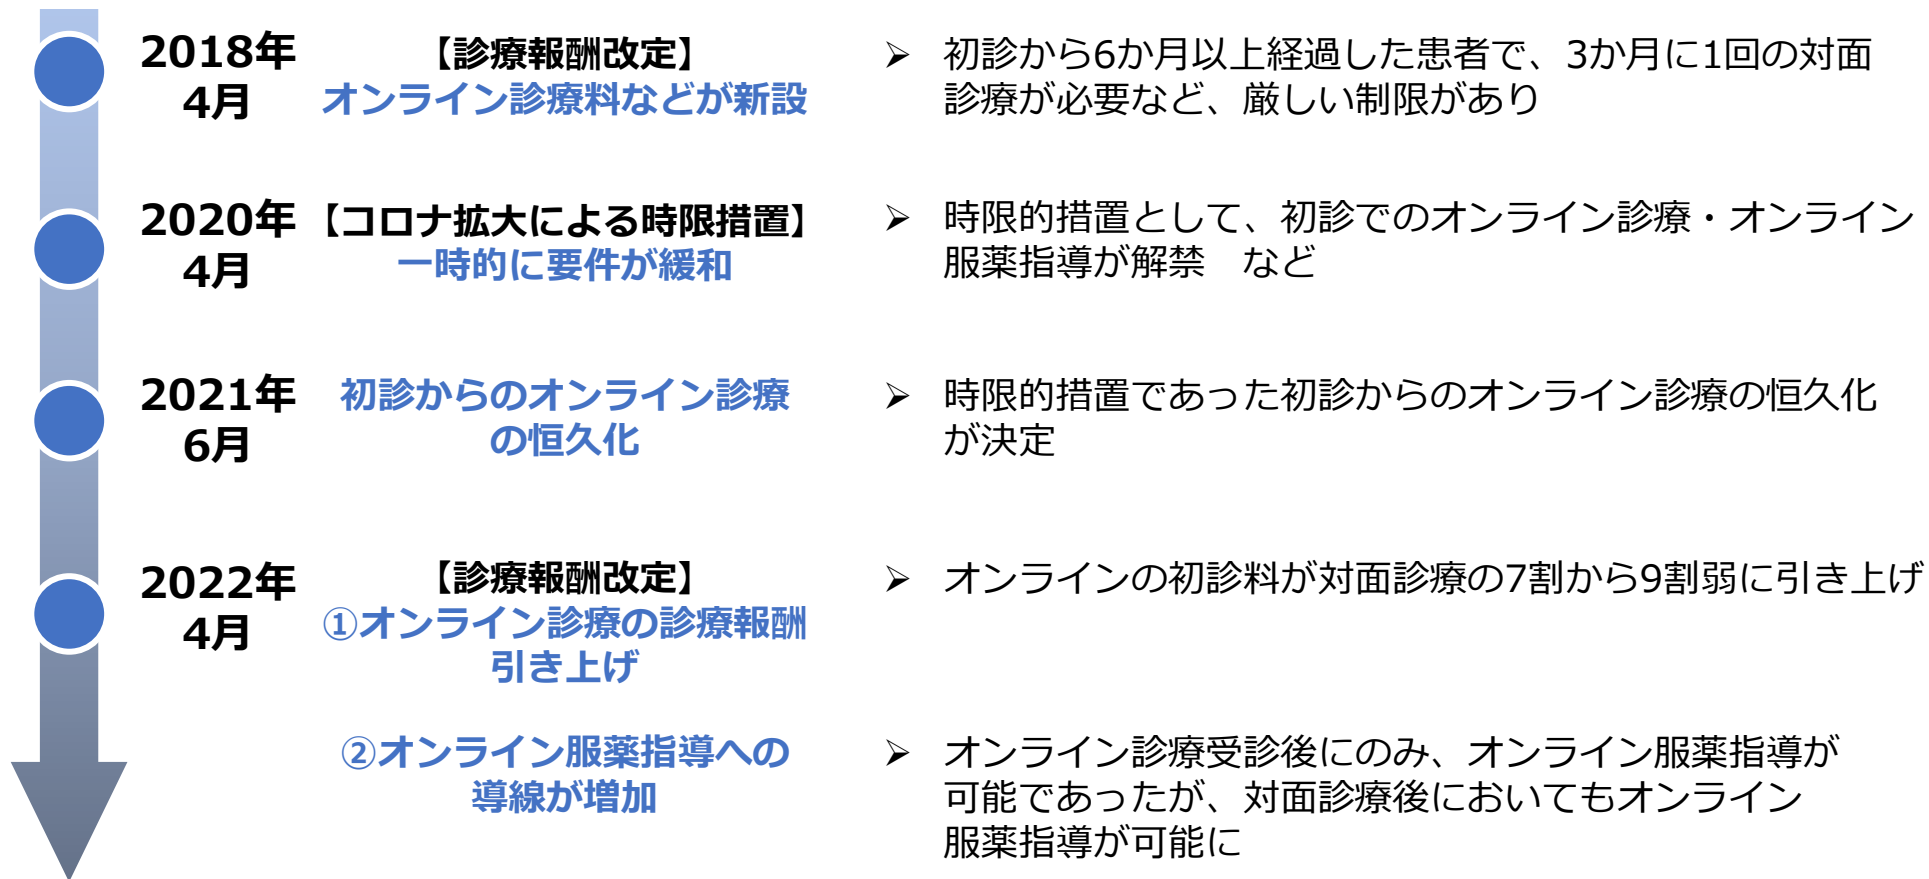 2018年
4月
【診療報酬改定】
オンライン診療料などが新設
➢ 初診から6か月以上経過した患者で、3か月に1回の対面
診療が必要など、厳しい制限があり
2020年
4月
【コロナ拡大による時限措置】
一時的に要件が緩和
➢ 時限的措置として、初診でのオンライン診療・オンライン
服薬指導が解禁　など
2021年
6月
初診からのオンライン診療
の恒久化
➢ 時限的措置であった初診からのオンライン診療の恒久化
が決定
2022年
4月
【診療報酬改定】
①オンライン診療の診療報酬
引き上げ
➢ オンラインの初診料が対面診療の7割から9割弱に引き上げ
②オンライン服薬指導への
導線が増加
➢ オンライン診療受診後にのみ、オンライン服薬指導が
可能であったが、対面診療後においてもオンライン
服薬指導が可能に